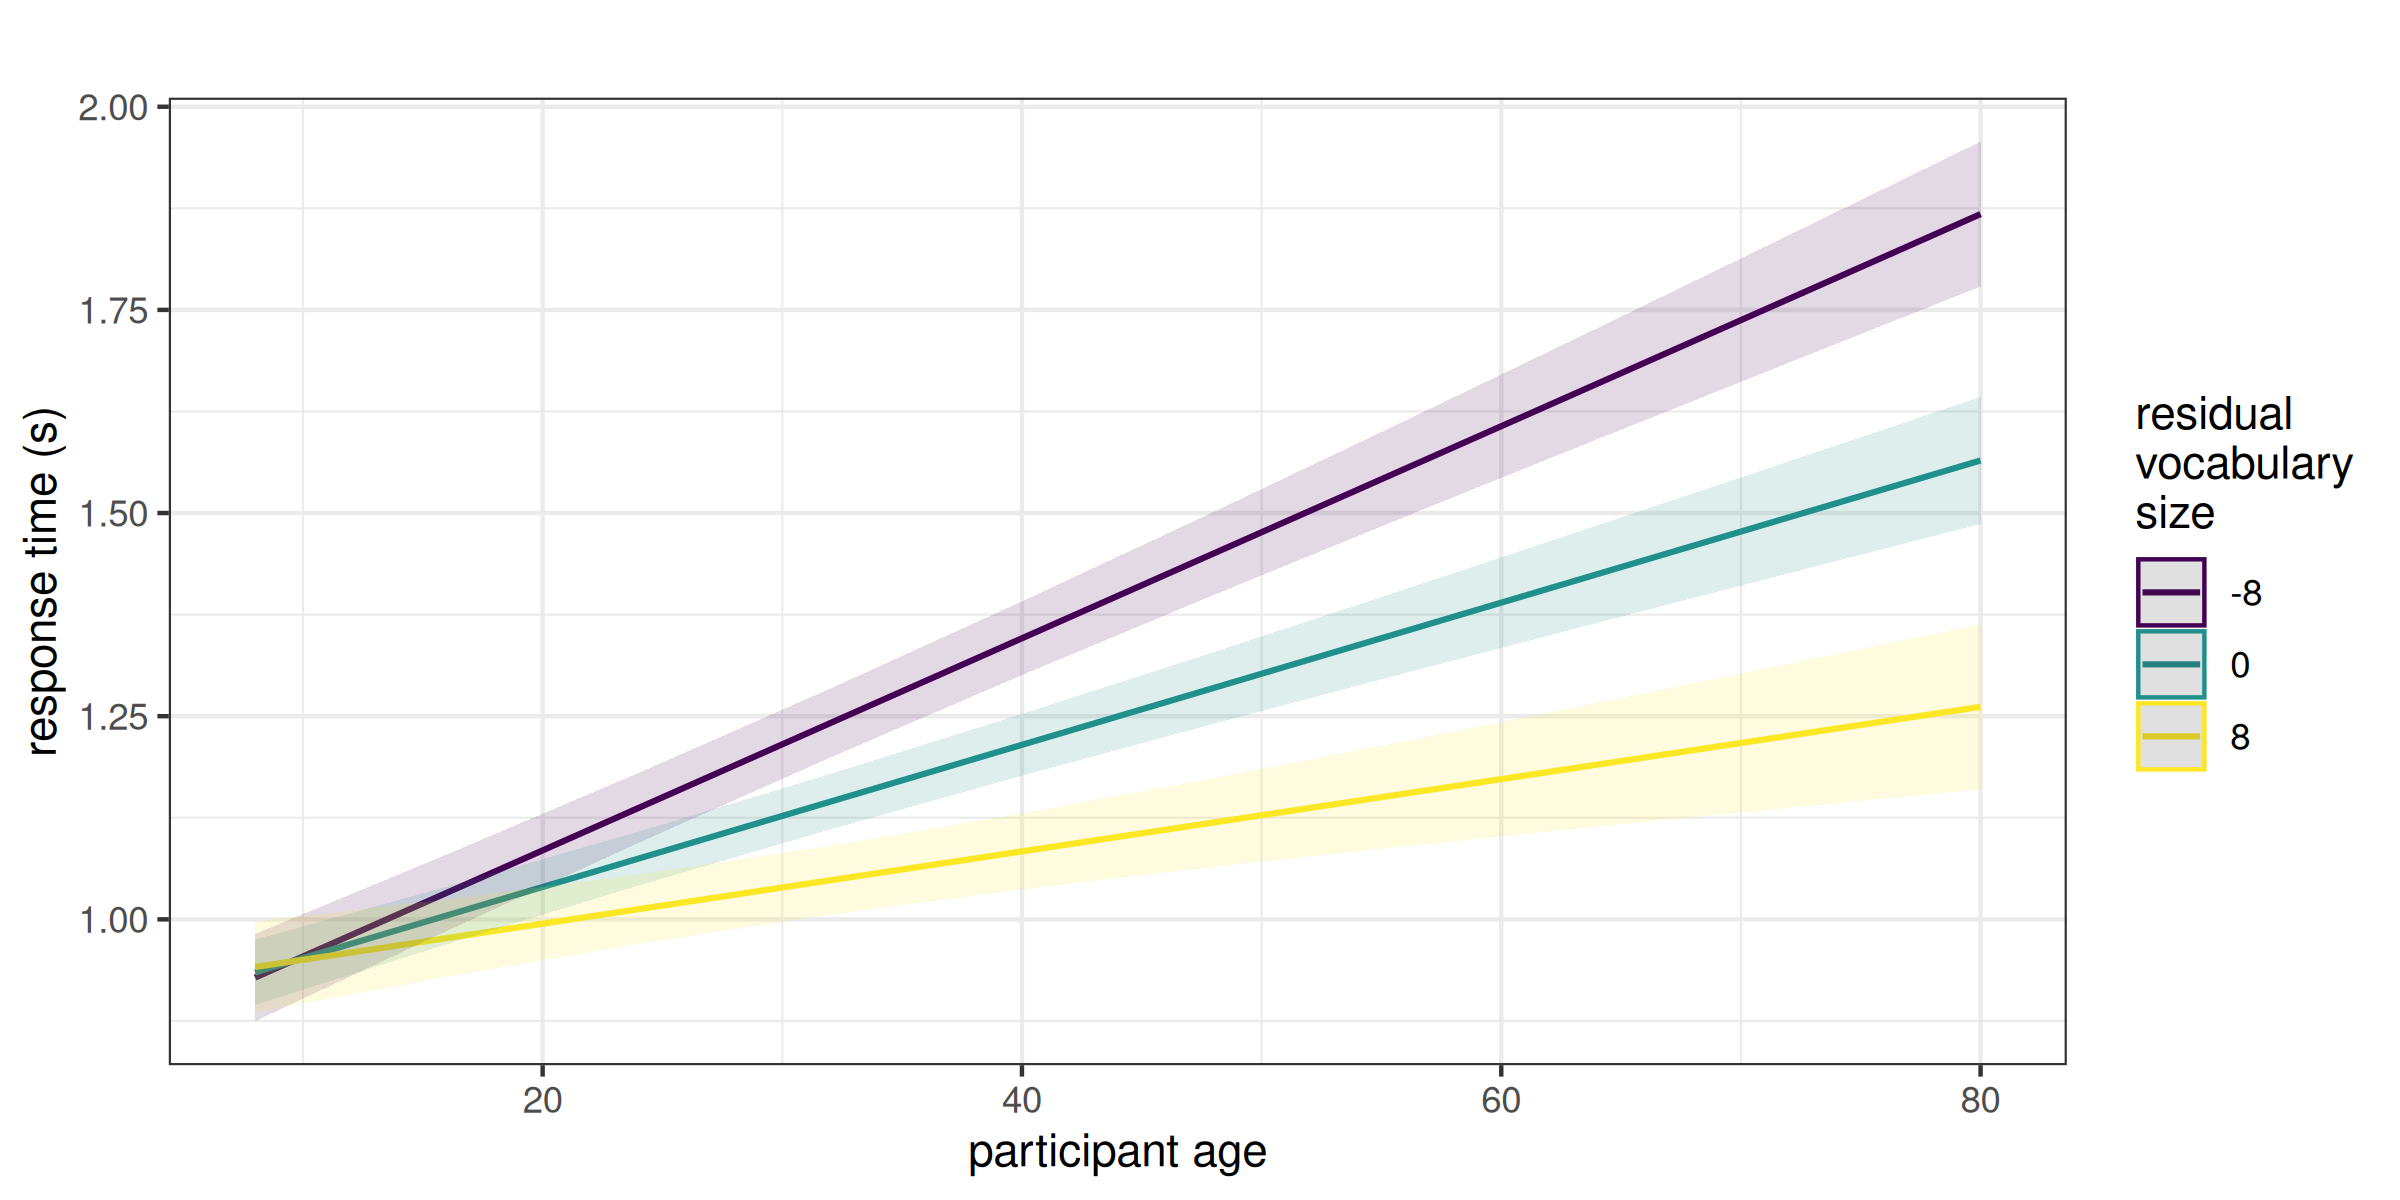 2.00
1.75
1.50
1.25
1.00
response time (s)
20 40 60 80
participant age
residual
vocabulary
size
-8
0
8